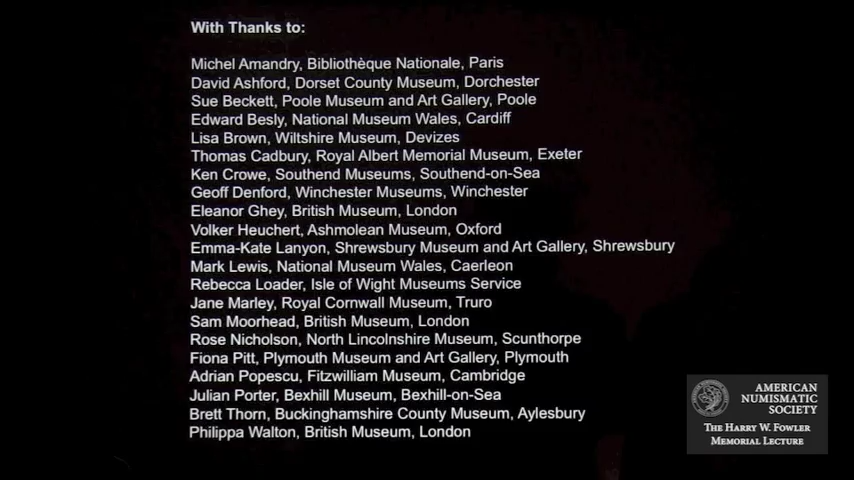 With Thanks to:
Michel Amandry, Bibliothèque Nationale, Paris
David Ashford, Dorset County Museum, Dorchester
Sue Beckett, Poole Museum and Art Gallery, Poole
Edward Besly, National Museum Wales, Cardiff
Lisa Brown, Wiltshire Museum, Devizes
Thomas Cadbury, Royal Albert Memorial Museum, Exeter
Ken Crowe, Southend Museums, Southend-on-Sea
Geoff Denford, Winchester Museums, Winchester
Eleanor Ghey, British Museum, London
Volker Heuchert, Ashmolean Museum, Oxford
Emma-Kate Lanyon, Shrewsbury Museum and Art Gallery, Shrewsbury
Mark Lewis, National Museum Wales, Caerleon
Rebecca Loader, Isle of Wight Museums Service
Jane Marley, Royal Cornwall Museum, Truro
Sam Moorhead, British Museum, London
Rose Nicholson, North Lincolnshire Museum, Scunthorpe
Fiona Pitt, Plymouth Museum and Art Gallery, Plymouth
Adrian Popescu, Fitzwilliam Museum, Cambridge
Julian Porter, Bexhill Museum, Bexhill-on-Sea
Brett Thorn, Buckinghamshire County Museum, Aylesbury
Philippa Walton, British Museum, London
AMERICAN
NUMISMATIC
SOCIETY
THE HARRY W. FOWLER
MEMORIAL LECTURE